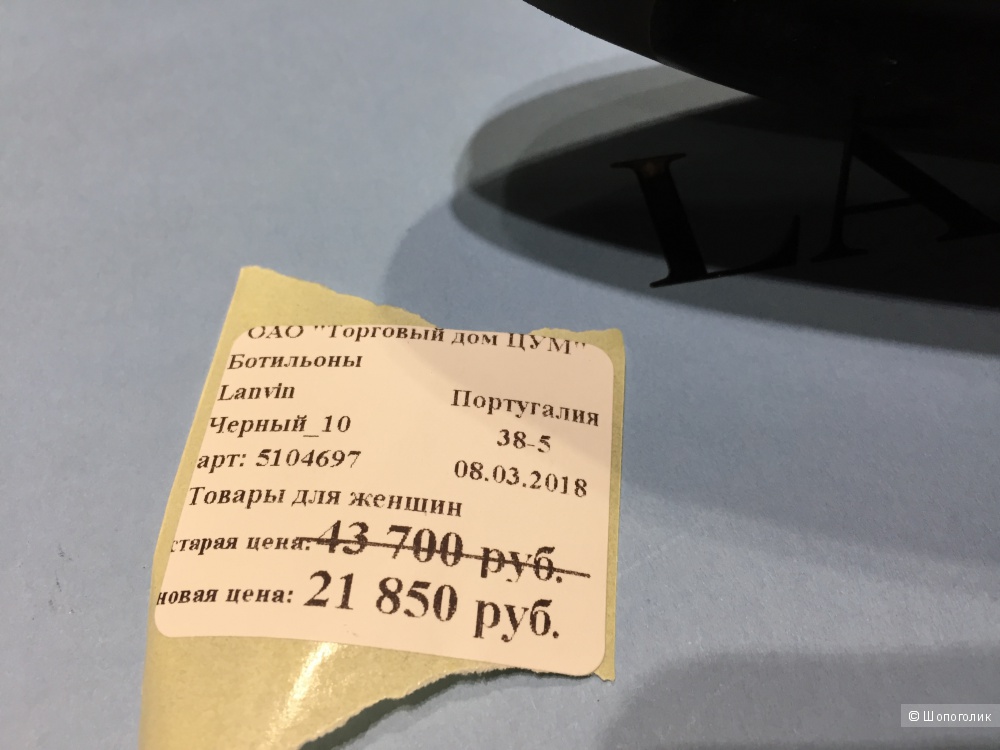 LA
ОАО "Торговый дом ЦУМ"
Ботильоны
Lanvin Португалия
Черный_10 38-5
арт: 5104697 08.03.2018
Товары для женщин
старая цена: 43 700 руб.
новая цена: 21 850 руб.
© Шопоголик